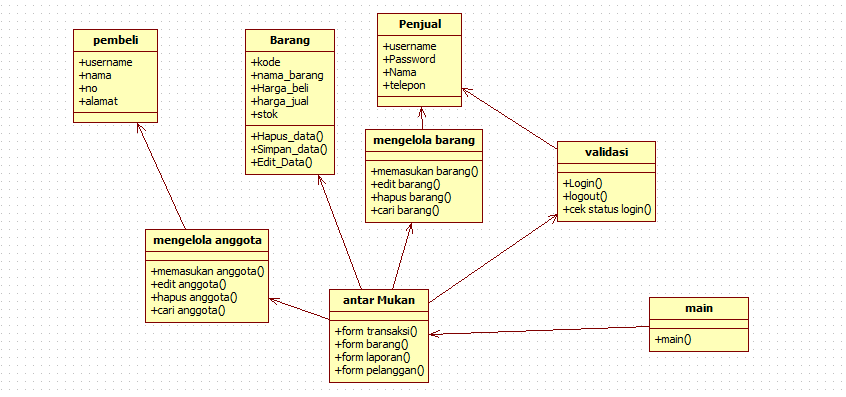 pembeli
+username
+nama
+no
+alamat
Barang
+kode
+nama_barang
+Harga_beli
+harga_jual
+stok
+Hapus_data()
+Simpan_data()
+Edit_Data()
Penjual
+username
+Password
+Nama
+telepon
mengelola barang
+memasukan barang()
+edit barang()
+hapus barang()
+cari barang()
validasi
+Login()
+logout()
+cek status login()
mengelola anggota
+memasukan anggota()
+edit anggota()
+hapus anggota()
+cari anggota()
antar Mukan
+form transaksi()
+form barang()
+form laporan()
+form pelanggan()
main
+main()